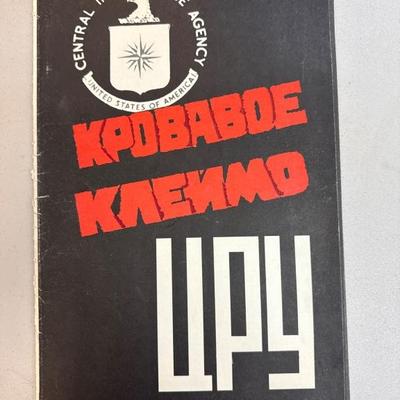 CENTRAL AGENCY
UNITED STATES OF AMERICA
КРОВАВОЕ
КЛЕЙМО
ЦРУ